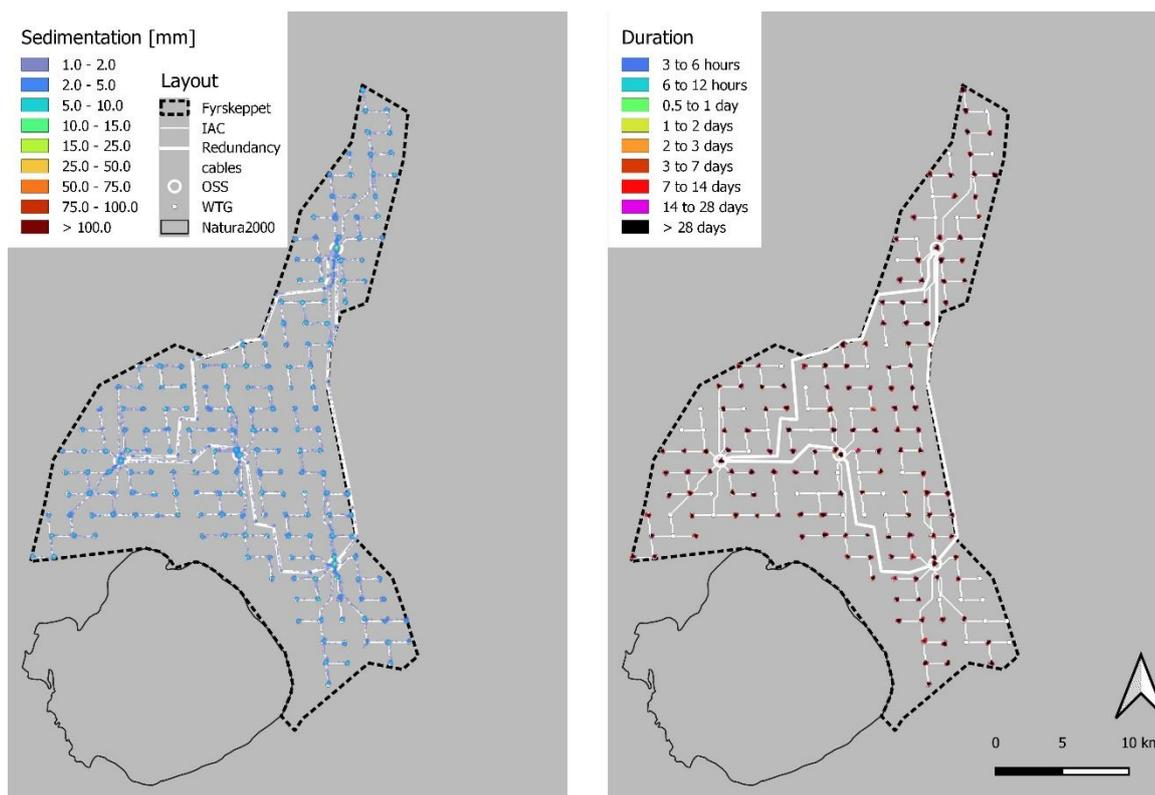 Sedimentation [mm]
1.0 - 2.0
2.0 - 5.0
5.0 - 10.0
10.0 - 15.0
15.0 - 25.0
25.0 - 50.0
50.0 - 75.0
75.0 - 100.0
> 100.0
Layout
Fyrskeppet
IAC
Redundancy
cables
OSS
WTG
Natura2000
Duration
3 to 6 hours
6 to 12 hours
0.5 to 1 day
1 to 2 days
2 to 3 days
3 to 7 days
7 to 14 days
14 to 28 days
> 28 days
0 5 10 km